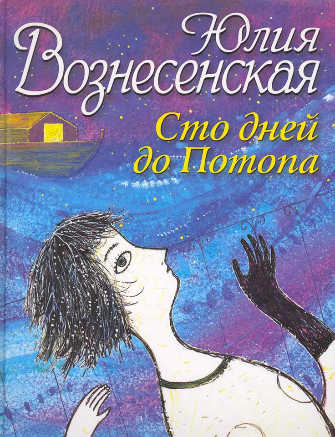 Юлия
Вознесенская
Сто дней
до Потопа